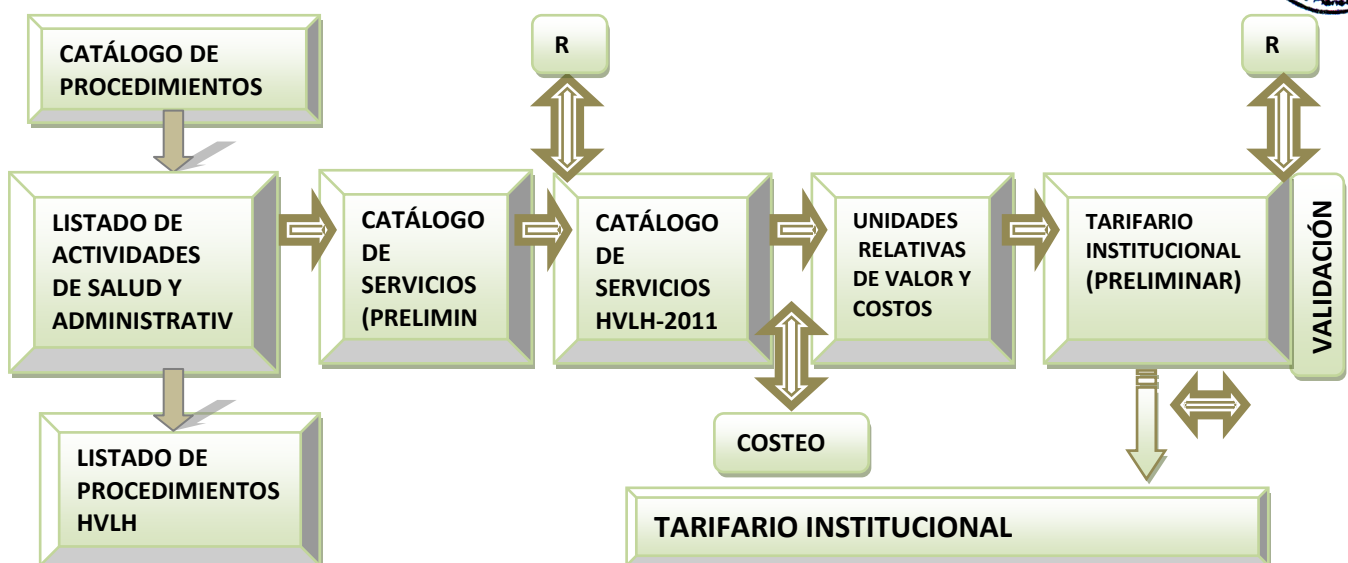 CATÁLOGO DE
PROCEDIMIENTOS
R
R
LISTADO DE
ACTIVIDADES
DE SALUD Y
ADMINISTRATIV
CATÁLOGO
DE
SERVICIOS
(PRELIMIN
CATÁLOGO
DE
SERVICIOS
HVLH-2011
UNIDADES
RELATIVAS
DE VALOR Y
COSTOS
TARIFARIO
INSTITUCIONAL
(PRELIMINAR)
VALIDACIÓN
COSTEO
LISTADO DE
PROCEDIMIENTOS
HVLH
TARIFARIO INSTITUCIONAL